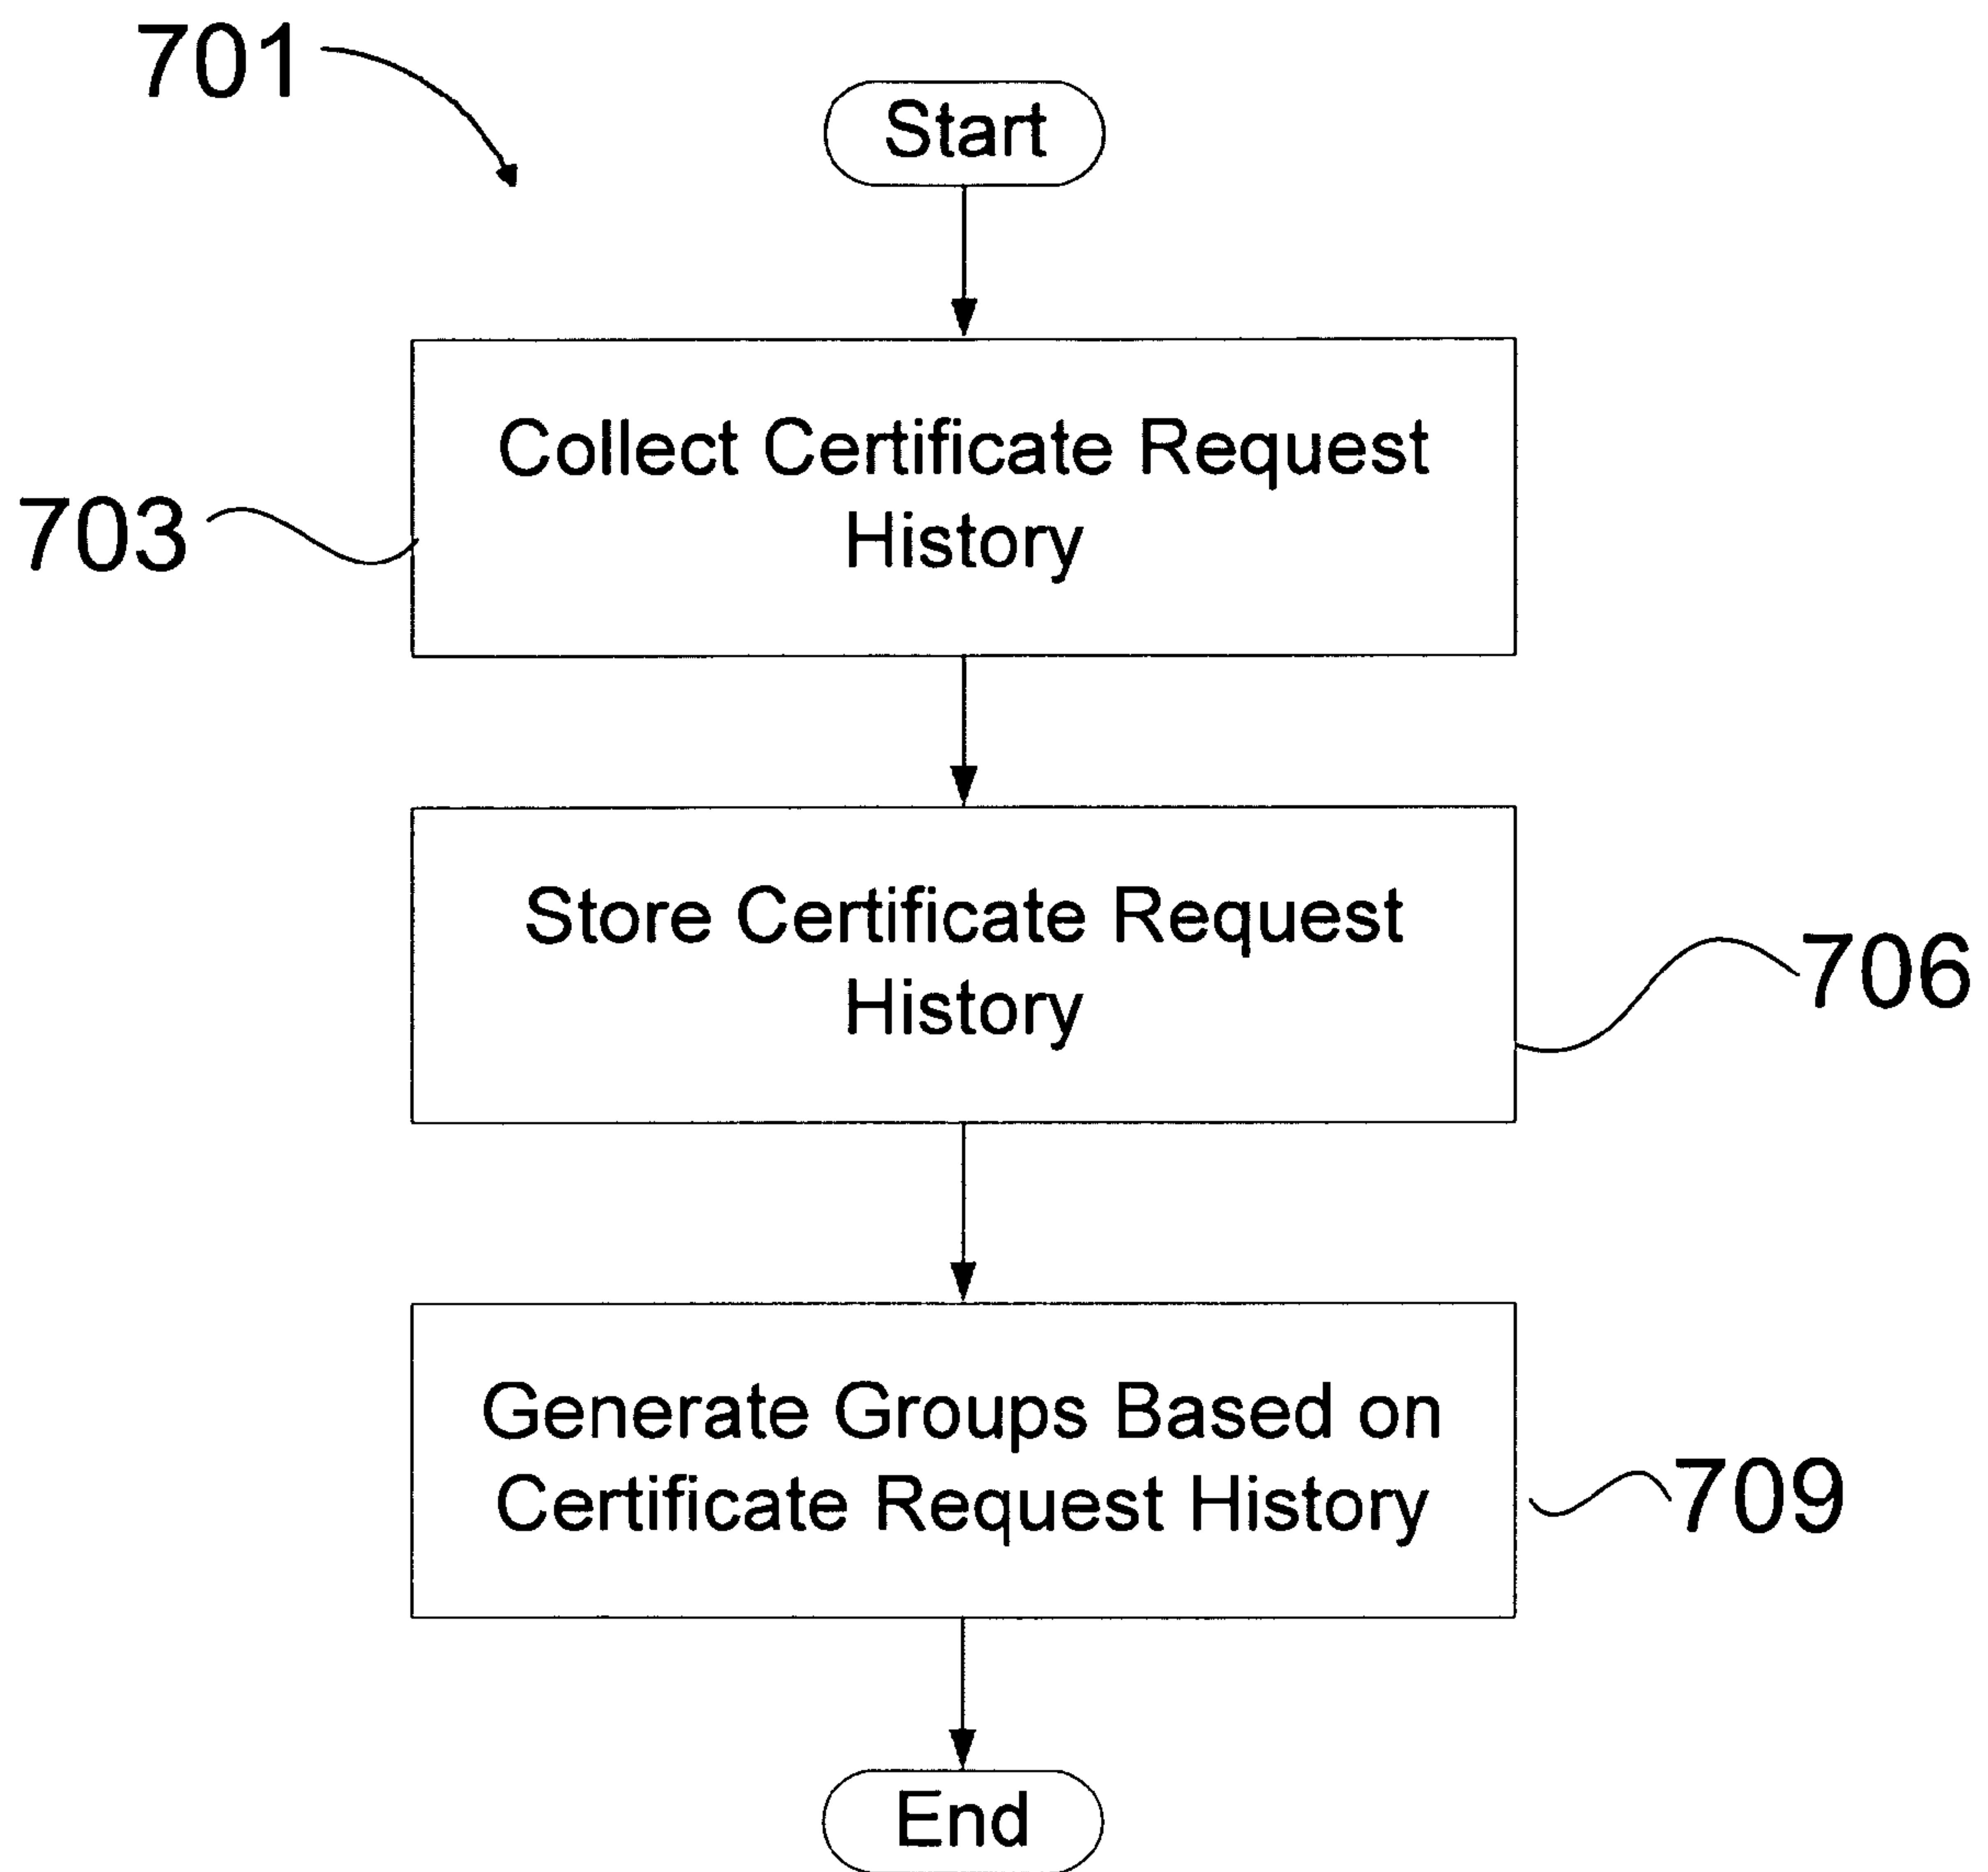 701
Start
Collect Certificate Request
History
703
Store Certificate Request
History
706
Generate Groups Based on
Certificate Request History
709
End